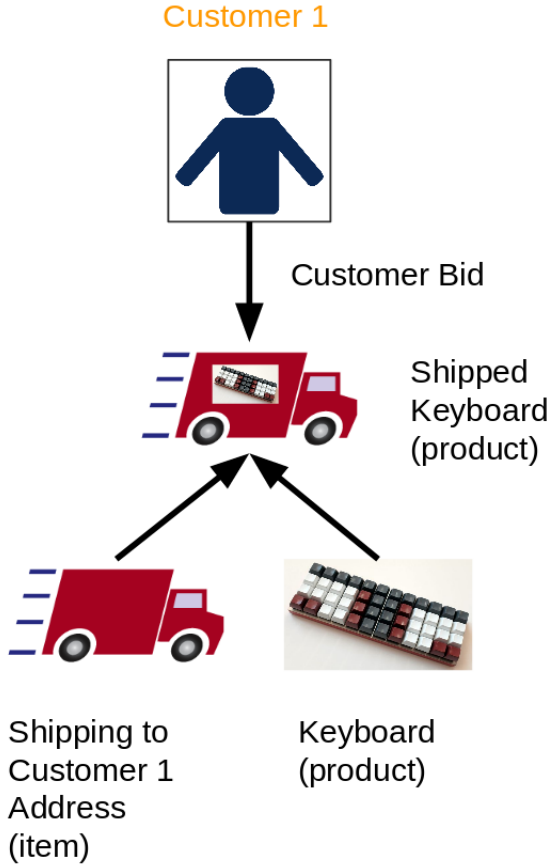 Customer 1
Customer Bid
Shipped
Keyboard
(product)
Shipping to
Customer 1
Address
(item)
Keyboard
(product)